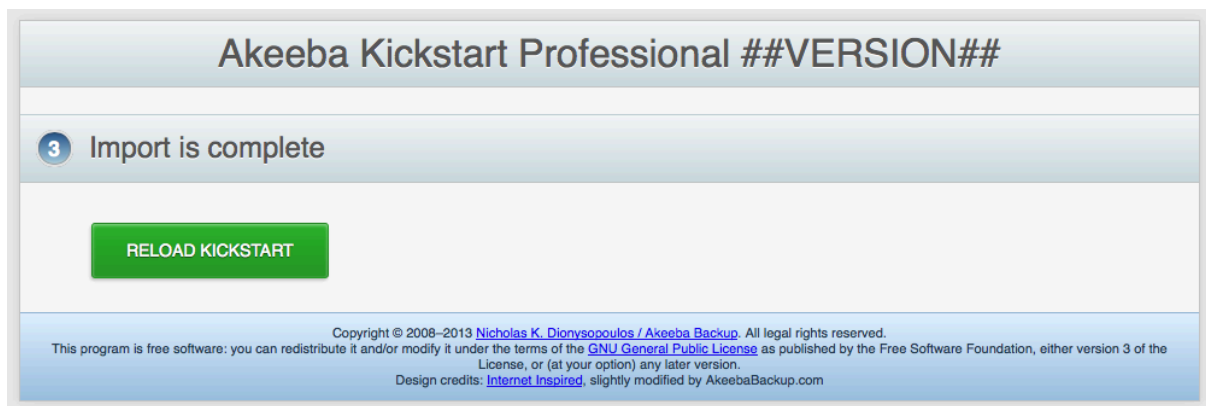 Akeeba Kickstart Professional ##VERSION##
3 Import is complete
RELOAD KICKSTART
Copyright © 2008–2013 Nicholas K. Dionysopoulos / Akeeba Backup. All legal rights reserved.
This program is free software: you can redistribute it and/or modify it under the terms of the GNU General Public License as published by the Free Software Foundation, either version 3 of the
License, or (at your option) any later version.
Design credits: Internet Inspired, slightly modified by AkeebaBackup.com